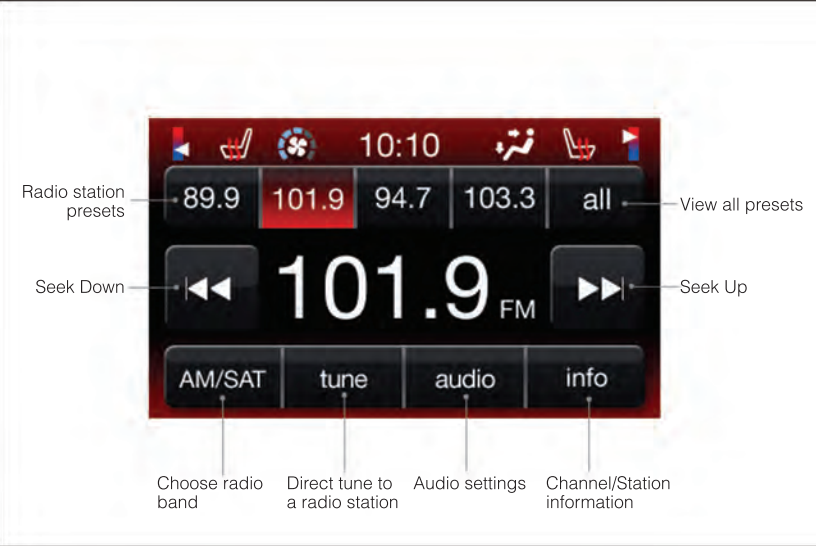 10:10
Radio station
presets
89.9 101.9 94.7 103.3 all
View all presets
Seek Down
101.9 FM
Seek Up
AM/SAT tune audio info
Choose radio
band
Direct tune to
a radio station
Audio settings
Channel/Station
information